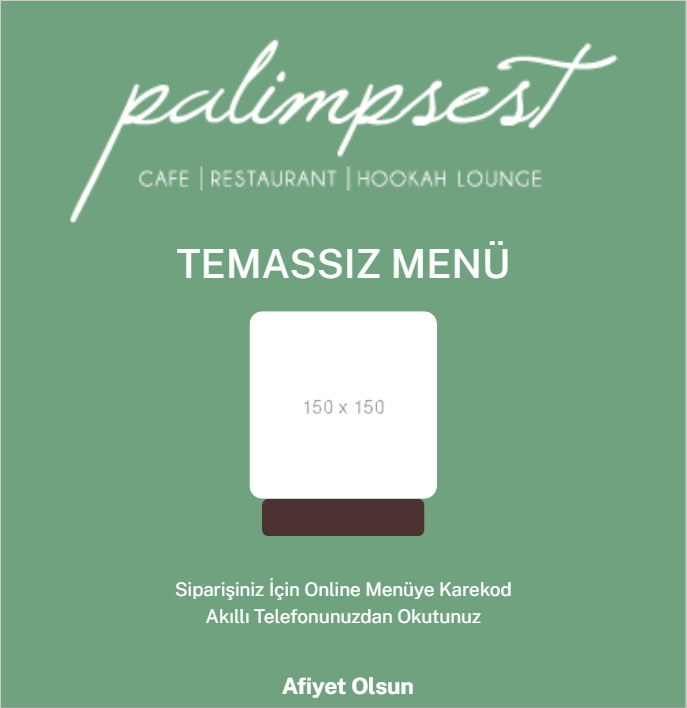 palimpsest
CAFE | RESTAURANT | HOOKAH LOUNGE
TEMASSIZ MENÜ
150 x 150
Siparişiniz İçin Online Menüye Karekod
Akıllı Telefonunuzdan Okutunuz
Afiyet Olsun